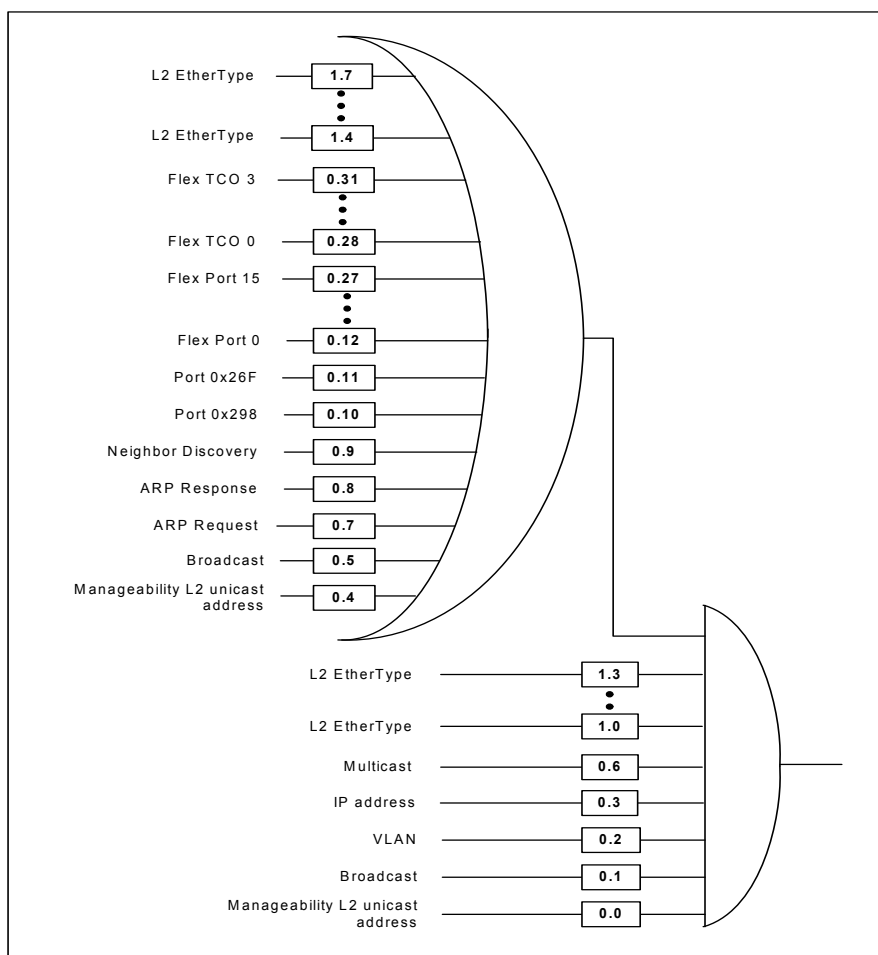 L2 EtherType 1.7
L2 EtherType 1.4
Flex TCO 3 0.31
Flex TCO 0 0.28
Flex Port 15 0.27
Flex Port 0 0.12
Port 0x26F 0.11
Port 0x298 0.10
Neighbor Discovery 0.9
ARP Response 0.8
ARP Request 0.7
Broadcast 0.5
Manageability L2 unicast
address 0.4
L2 EtherType 1.3
L2 EtherType 1.0
Multicast 0.6
IP address 0.3
VLAN 0.2
Broadcast 0.1
Manageability L2 unicast
address 0.0